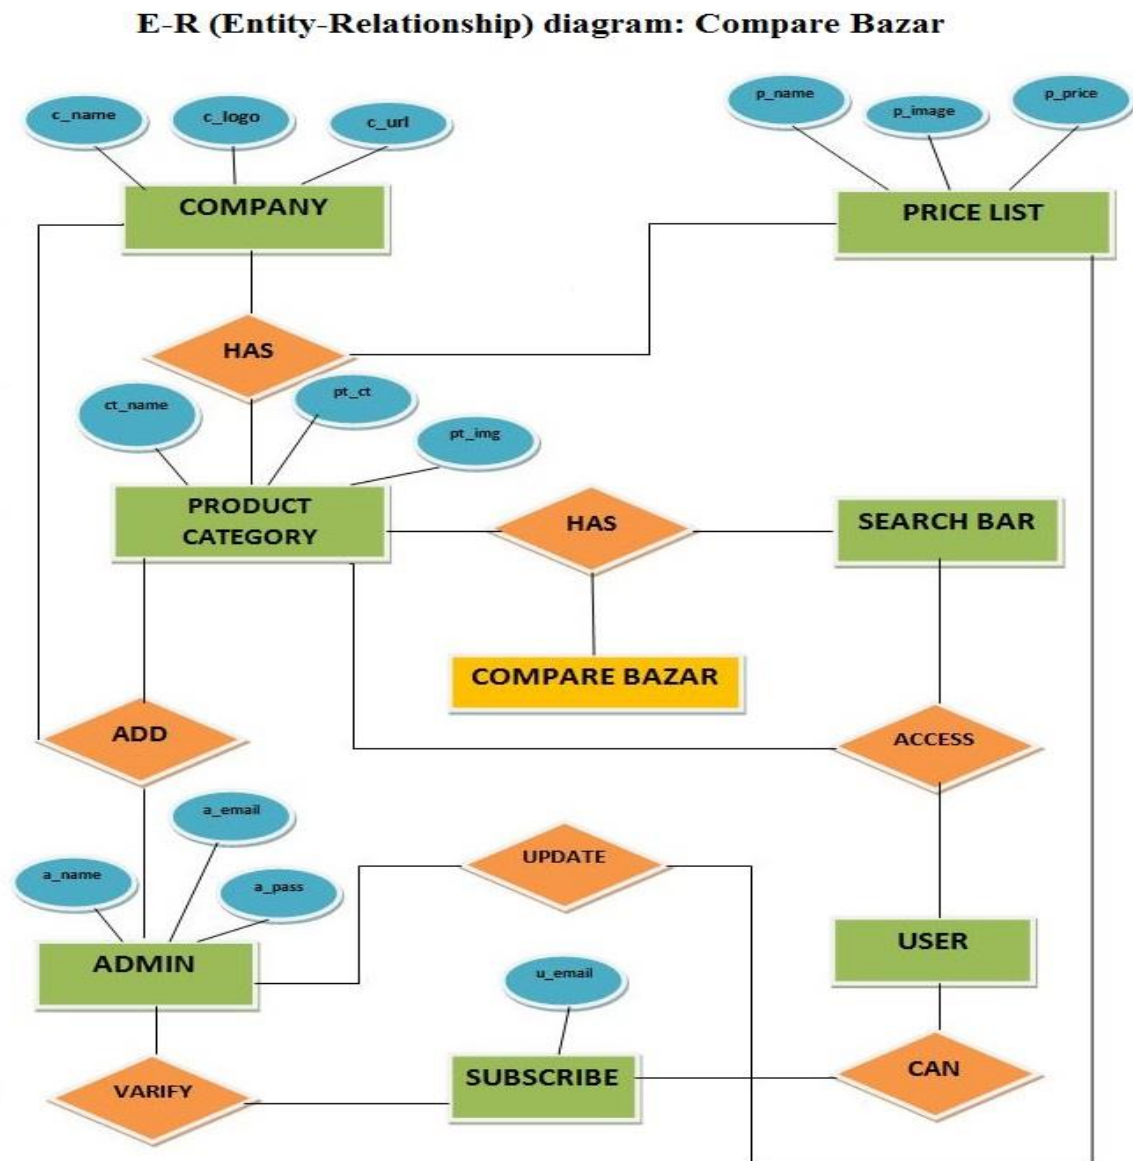 E-R (Entity-Relationship) diagram: Compare Bazar
c_name
c_logo
c_url
p_name
p_image
p_price
COMPANY
PRICE LIST
HAS
ct_name
pt_ct
pt_img
PRODUCT
CATEGORY
HAS
SEARCH BAR
COMPARE BAZAR
ADD
ACCESS
a_email
a_name
a_pass
UPDATE
ADMIN
USER
u_email
VARIFY
SUBSCRIBE
CAN